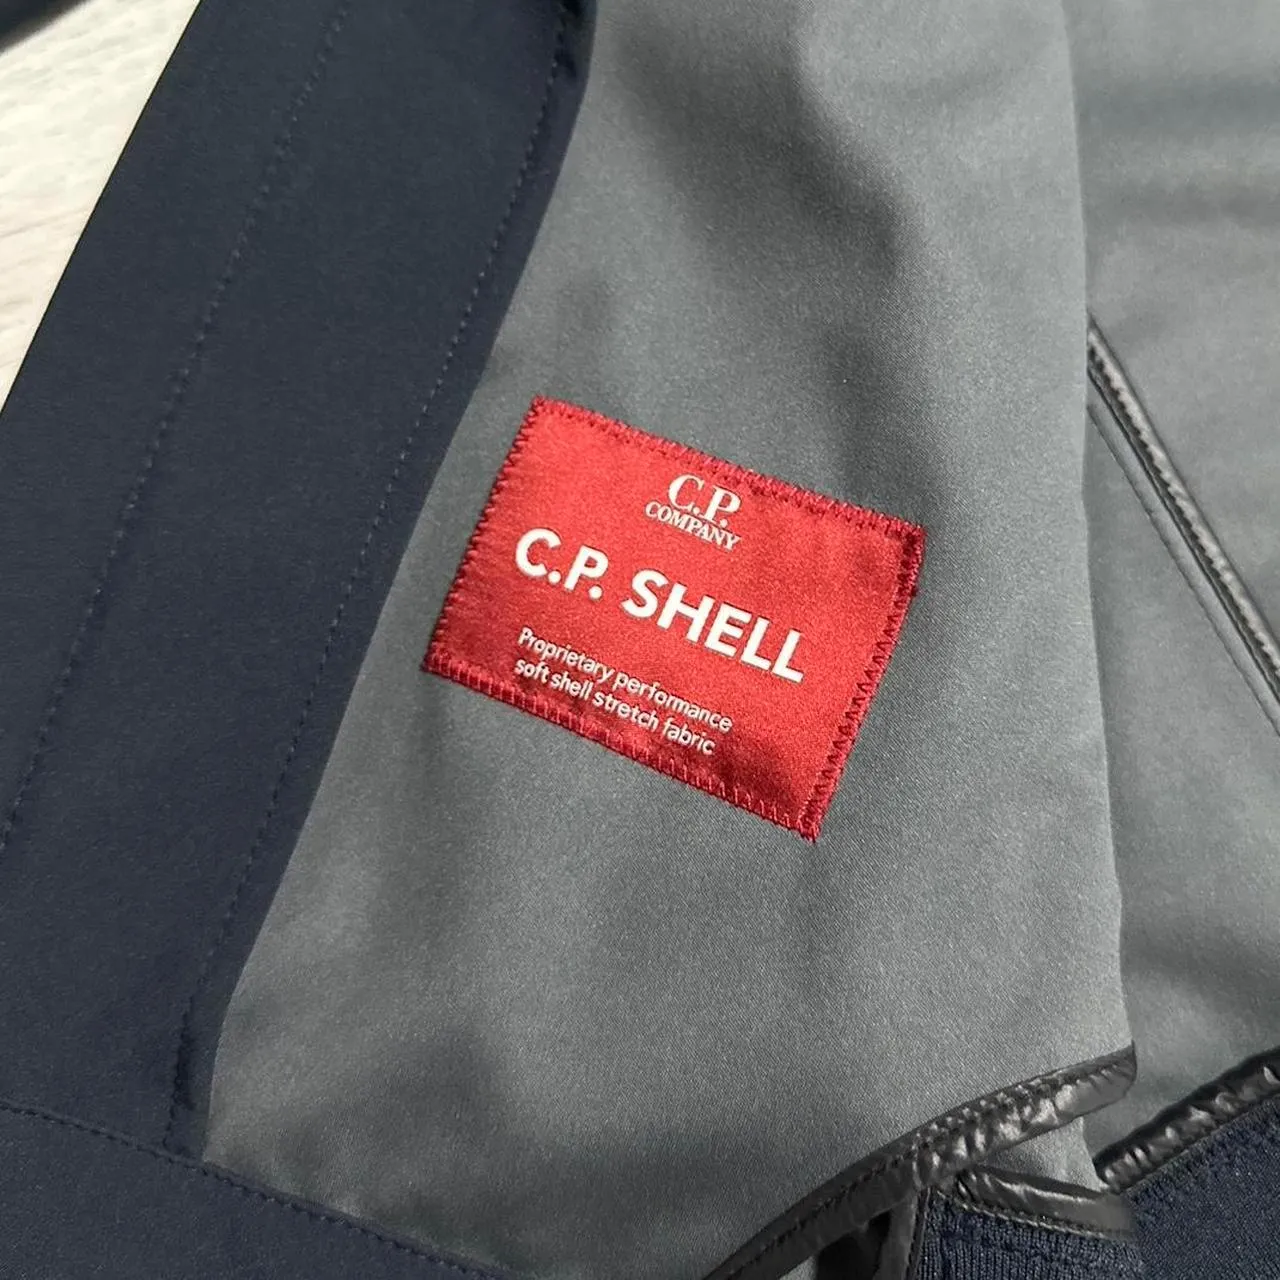 C.P.
COMPANY
C.P. SHELL
Proprietary performance
soft shell stretch fabric